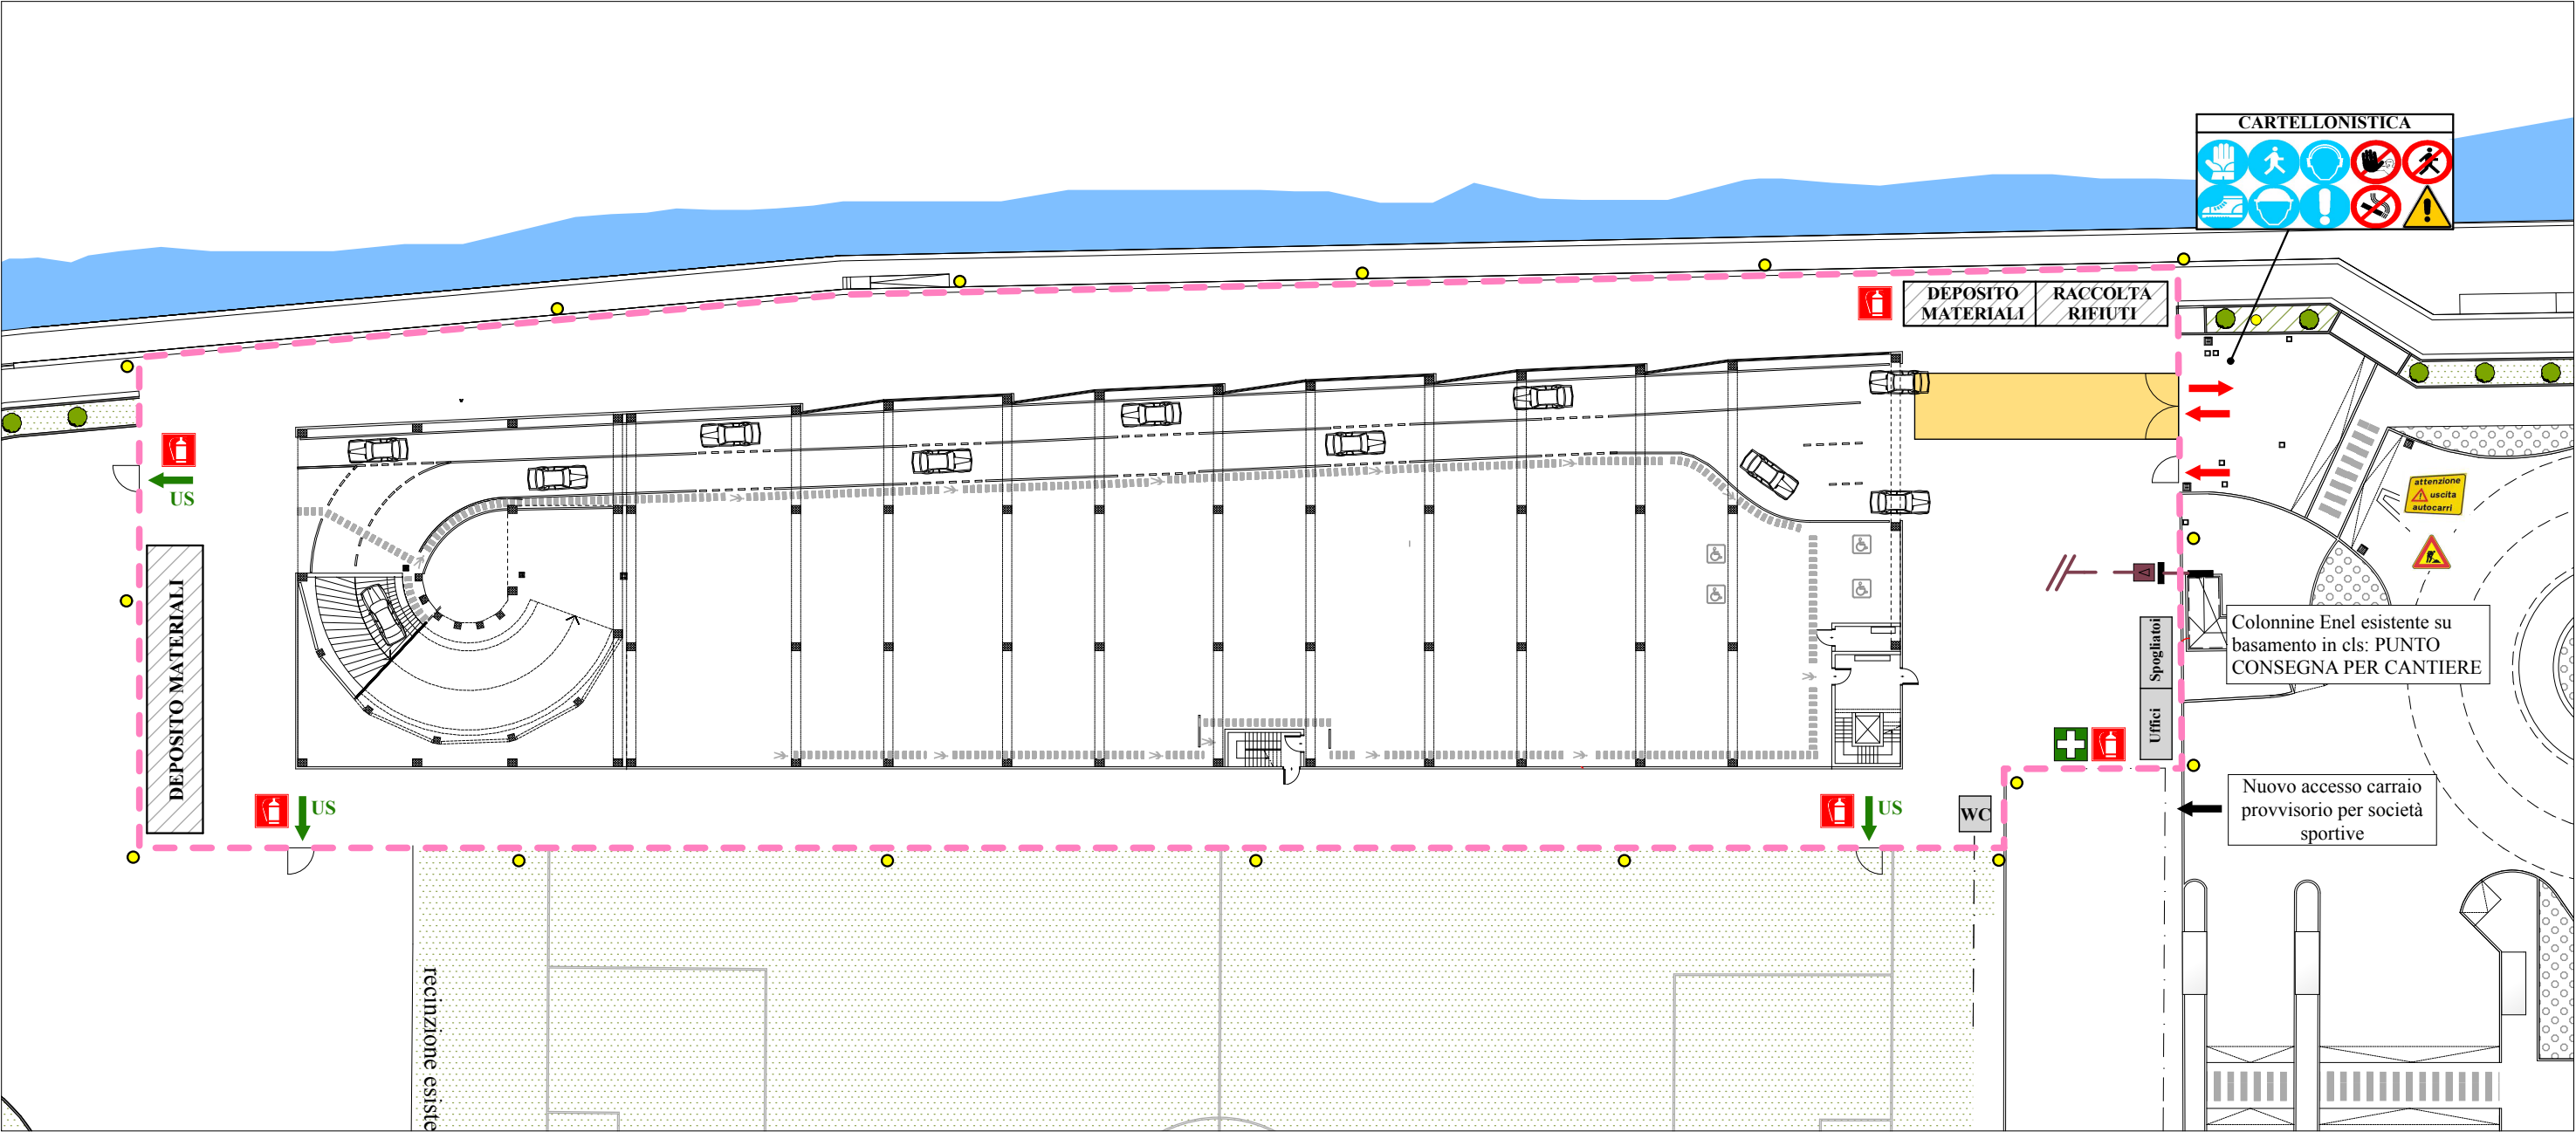 CARTELLONISTICA
DEPOSITO
MATERIALI
RACCOLTA
RIFIUTI
US
attenzione
uscita
autocarri
DEPOSITO MATERIALI
Colonnine Enel esistente su
basamento in cls: PUNTO
CONSEGNA PER CANTIERE
Spogliatoi
Uffici
US
US
WC
Nuovo accesso carraio
provvisorio per società
sportive
recinzione esiste